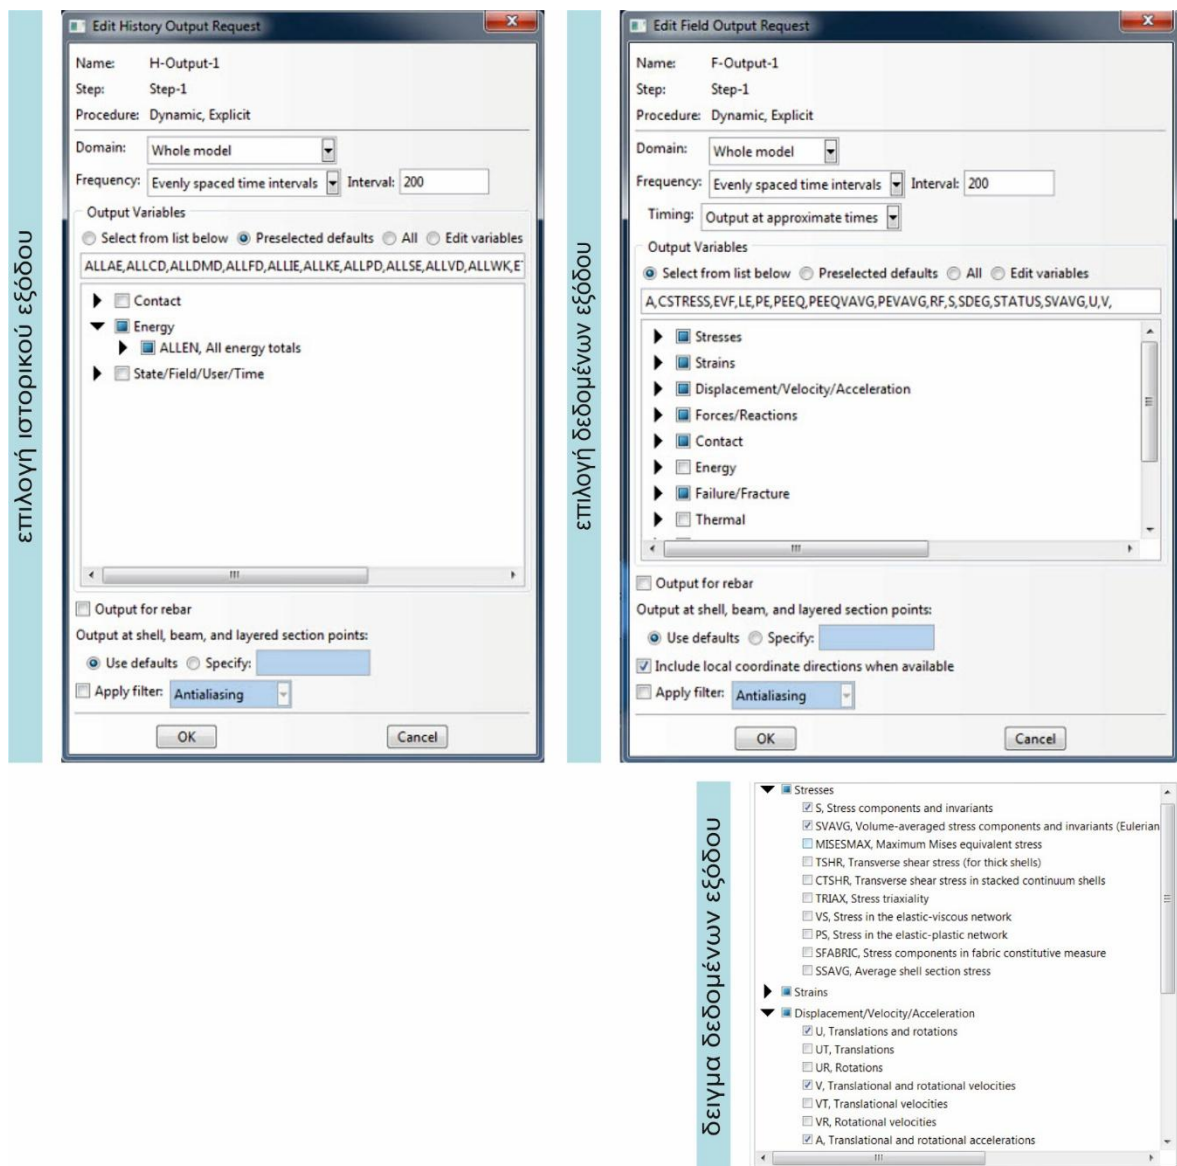 επιλογή ιστορικού εξόδου
Edit History Output Request
Name: H-Output-1
Step: Step-1
Procedure: Dynamic, Explicit
Domain: Whole model
Frequency: Evenly spaced time intervals Interval: 200
Output Variables
Select from list below Preselected defaults All Edit variables
ALLAE,ALLCD,ALLDMD,ALLFD,ALLIE,ALLKE,ALLPD,ALLSE,ALLVD,ALLWK,E
Contact
Energy
ALLEN, All energy totals
State/Field/User/Time
Output for rebar
Output at shell, beam, and layered section points:
Use defaults Specify:
Apply filter: Antialiasing
OK Cancel
επιλογή δεδομένων εξόδου
Edit Field Output Request
Name: F-Output-1
Step: Step-1
Procedure: Dynamic, Explicit
Domain: Whole model
Frequency: Evenly spaced time intervals Interval: 200
Timing: Output at approximate times
Output Variables
Select from list below Preselected defaults All Edit variables
A,CSTRESS,EVF,LE,PE,PEEQ,PEEQVAVG,PEVAVG,RF,S,SDEG,STATUS,SVAVG,U,V,
Stresses
Strains
Displacement/Velocity/Acceleration
Forces/Reactions
Contact
Energy
Failure/Fracture
Thermal
Output for rebar
Output at shell, beam, and layered section points:
Use defaults Specify:
Include local coordinate directions when available
Apply filter: Antialiasing
OK Cancel
δειγμα δεδομένων εξόδου
Stresses
S, Stress components and invariants
SVAVG, Volume-averaged stress components and invariants (Eulerian
MISESMAX, Maximum Mises equivalent stress
TSHR, Transverse shear stress (for thick shells)
CTSHR, Transverse shear stress in stacked continuum shells
TRIAX, Stress triaxiality
VS, Stress in the elastic-viscous network
PS, Stress in the elastic-plastic network
SFABRIC, Stress components in fabric constitutive measure
SSAVG, Average shell section stress
Strains
Displacement/Velocity/Acceleration
U, Translations and rotations
UT, Translations
UR, Rotations
V, Translational and rotational velocities
VT, Translational velocities
VR, Rotational velocities
A, Translational and rotational accelerations